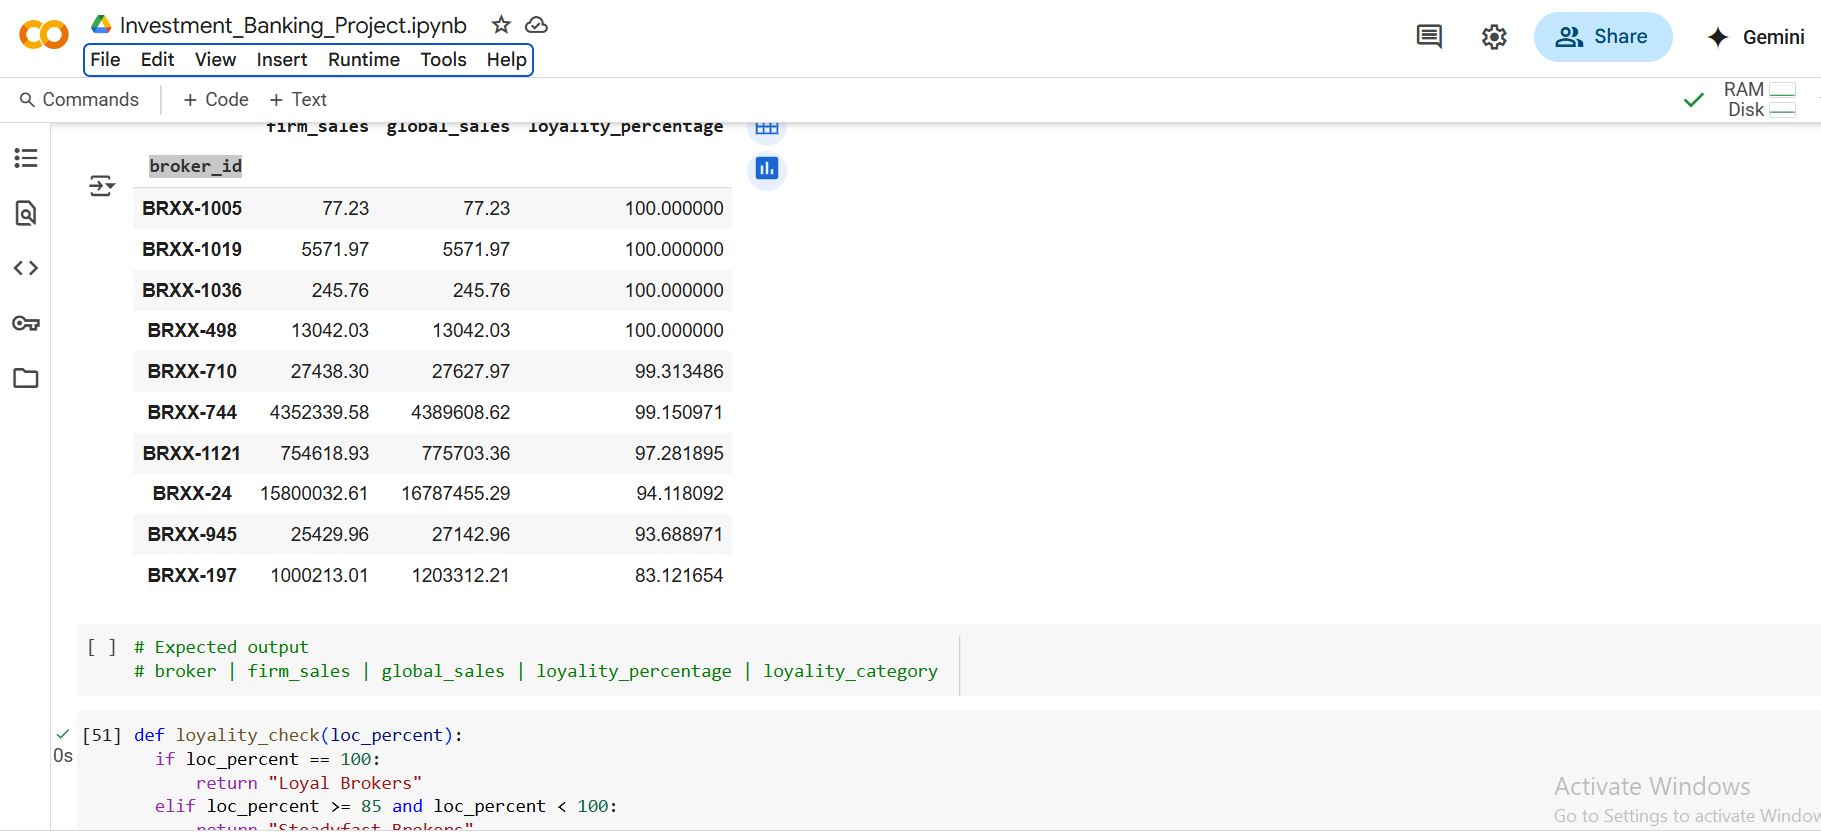 Investment_Banking_Project.ipynb
File Edit View Insert Runtime Tools Help
Share
Gemini
Commands + Code + Text
RAM
Disk
firm_sales global_sales loyality_percentage
broker_id
BRXX-1005 77.23 77.23 100.000000
BRXX-1019 5571.97 5571.97 100.000000
BRXX-1036 245.76 245.76 100.000000
BRXX-498 13042.03 13042.03 100.000000
BRXX-710 27438.30 27627.97 99.313486
BRXX-744 4352339.58 4389608.62 99.150971
BRXX-1121 754618.93 775703.36 97.281895
BRXX-24 15800032.61 16787455.29 94.118092
BRXX-945 25429.96 27142.96 93.688971
BRXX-197 1000213.01 1203312.21 83.121654
[ ] # Expected output
# broker | firm_sales | global_sales | loyality_percentage | loyality_category
[51] def loyality_check(loc_percent):
0s
if loc_percent == 100:
return "Loyal Brokers"
elif loc_percent >= 85 and loc_percent < 100:
return "Steadyfast Brokers"
Activate Windows
Go to Settings to activate Window